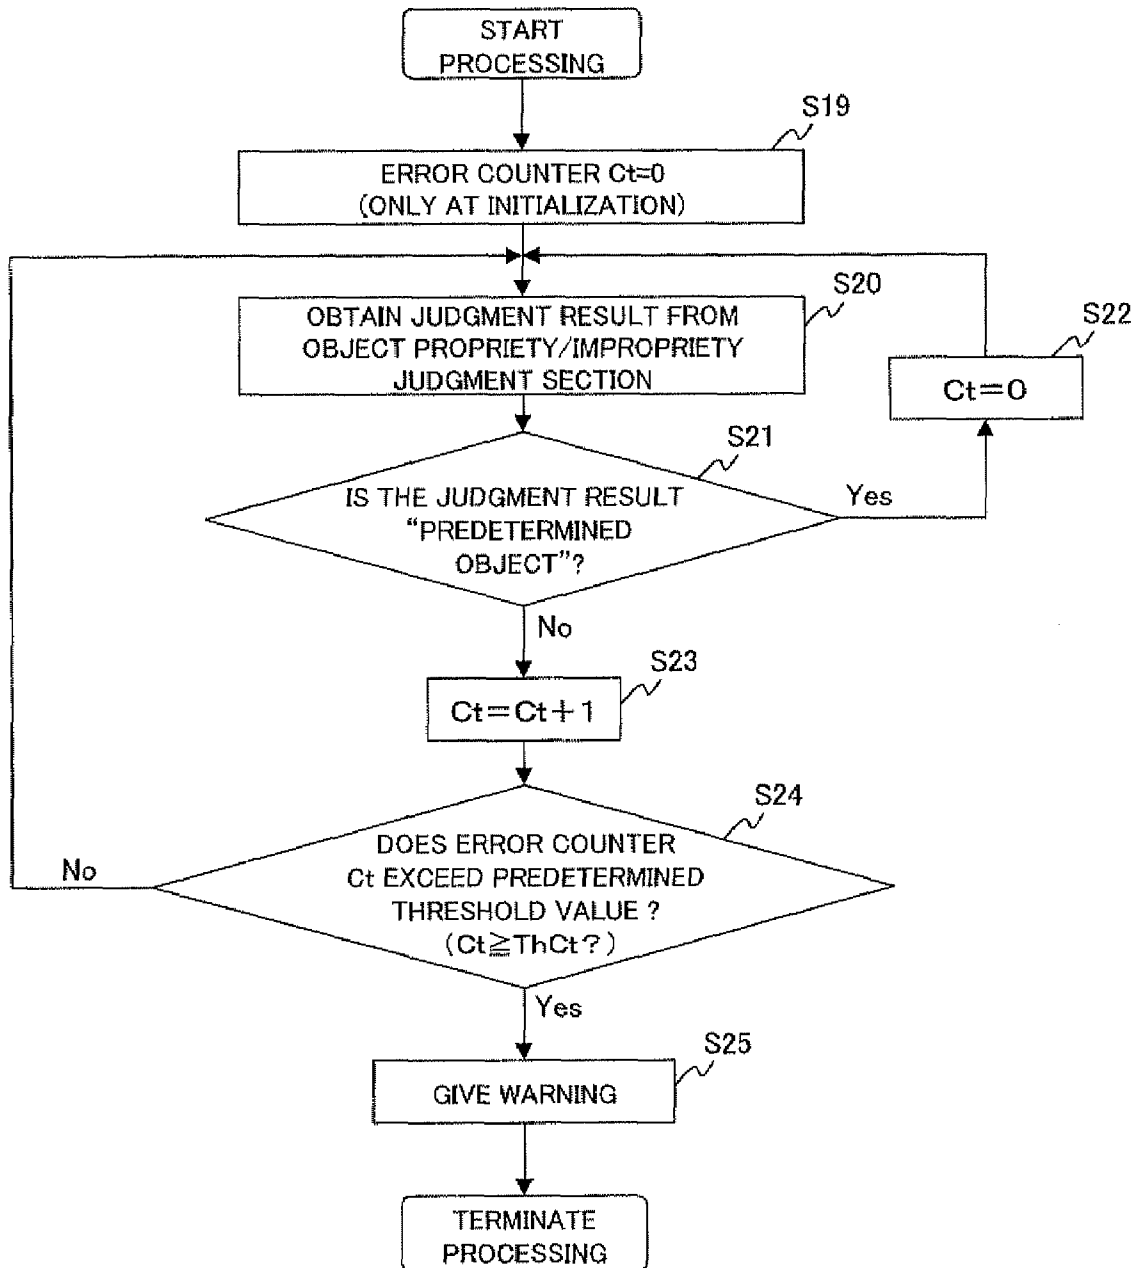 START
PROCESSING
S19
ERROR COUNTER Ct=0
(ONLY AT INITIALIZATION)
S20
OBTAIN JUDGMENT RESULT FROM
OBJECT PROPRIETY/IMPROPRIETY
JUDGMENT SECTION
S22
Ct=0
S21
IS THE JUDGMENT RESULT
“PREDETERMINED
OBJECT”?
Yes
No
S23
Ct=Ct+1
S24
DOES ERROR COUNTER
Ct EXCEED PREDETERMINED
THRESHOLD VALUE ?
(Ct≧ThCt?)
No
Yes
S25
GIVE WARNING
TERMINATE
PROCESSING